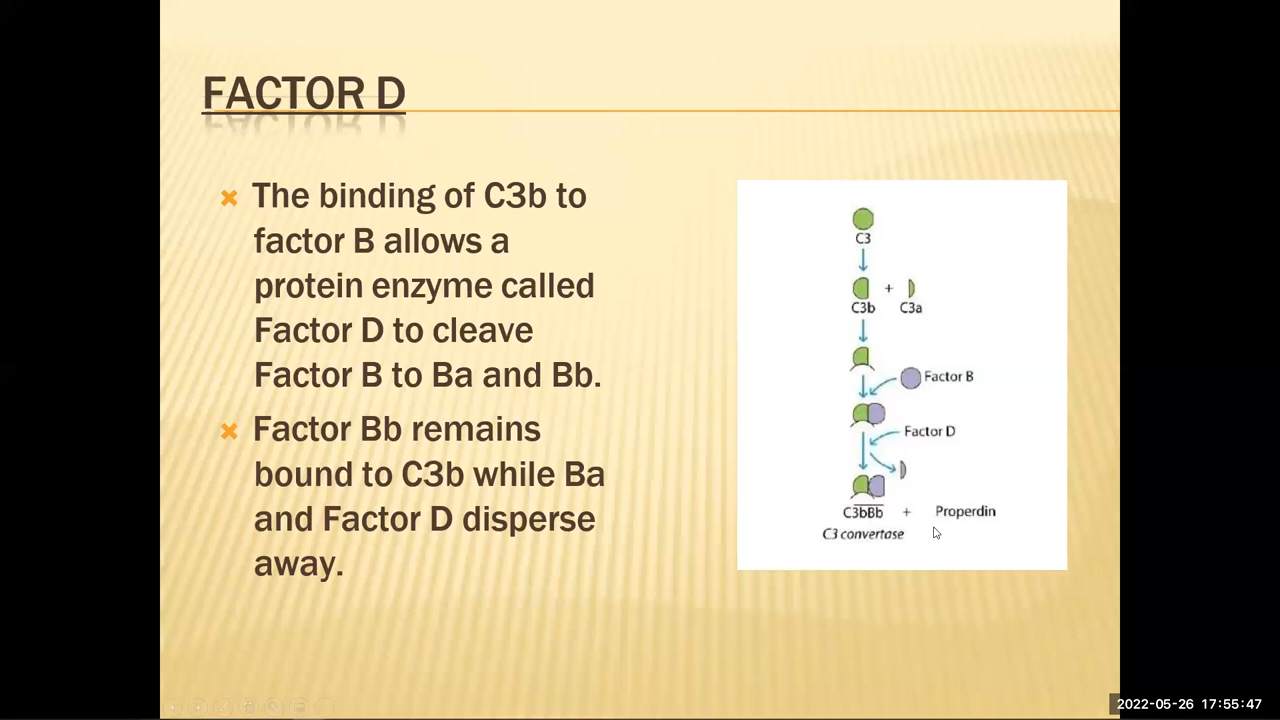 FACTOR D
The binding of C3b to
factor B allows a
protein enzyme called
Factor D to cleave
Factor B to Ba and Bb.
Factor Bb remains
bound to C3b while Ba
and Factor D disperse
away.
C3
C3b + C3a
Factor B
Factor D
C3bBb + Properdin
C3 convertase
2022-05-26 17:55:47